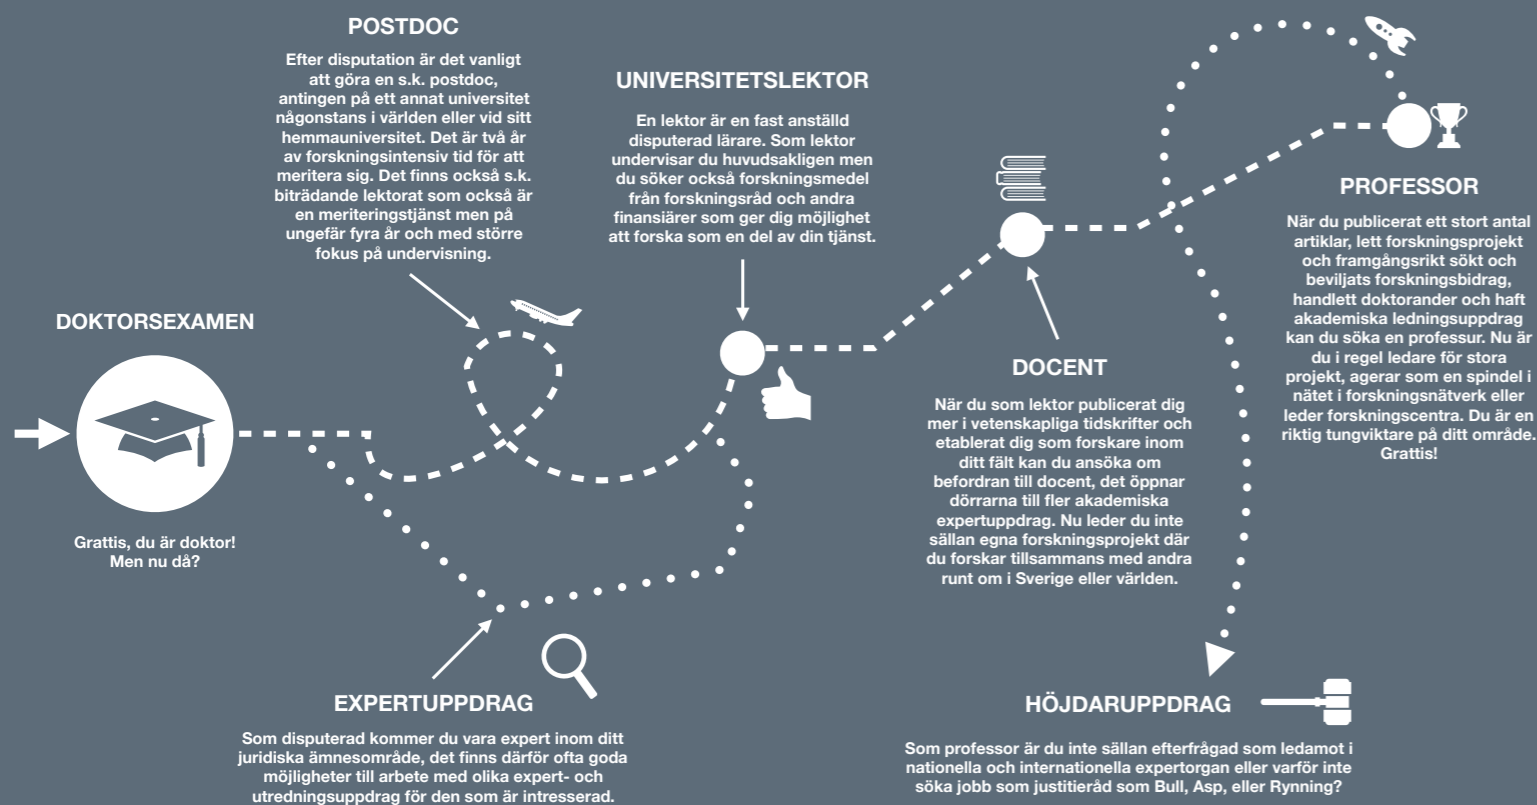 DOKTORSEXAMEN
Grattis, du är doktor!
Men nu då?
POSTDOC
Efter disputation är det vanligt
att göra en s.k. postdoc,
antingen på ett annat universitet
någonstans i världen eller vid sitt
hemmauniversitet. Det är två år
av forskningsintensiv tid för att
meritera sig. Det finns också s.k.
biträdande lektorat som också är
en meriteringstjänst men på
ungefär fyra år och med större
fokus på undervisning.
EXPERTUPPDRAG
Som disputerad kommer du vara expert inom ditt
juridiska ämnesområde, det finns därför ofta goda
möjligheter till arbete med olika expert- och
utredningsuppdrag för den som är intresserad.
UNIVERSITETSLEKTOR
En lektor är en fast anställd
disputerad lärare. Som lektor
undervisar du huvudsakligen men
du söker också forskningsmedel
från forskningsråd och andra
finansiärer som ger dig möjlighet
att forska som en del av din tjänst.
DOCENT
När du som lektor publicerat dig
mer i vetenskapliga tidskrifter och
etablerat dig som forskare inom
ditt fält kan du ansöka om
befordran till docent, det öppnar
dörrarna till fler akademiska
expertuppdrag. Nu leder du inte
sällan egna forskningsprojekt där
du forskar tillsammans med andra
runt om i Sverige eller världen.
PROFESSOR
När du publicerat ett stort antal
artiklar, lett forskningsprojekt
och framgångsrikt sökt och
beviljats forskningsbidrag,
handlett doktorander och haft
akademiska ledningsuppdrag
kan du söka en professur. Nu är
du i regel ledare för stora
projekt, agerar som en spindel i
nätet i forskningsnätverk eller
leder forskningscentra. Du är en
riktig tungviktare på ditt område.
Grattis!
HÖJDARUPPDRAG
Som professor är du inte sällan efterfrågad som ledamot i
nationella och internationella expertorgan eller varför inte
söka jobb som justitieråd som Bull, Asp, eller Rynning?